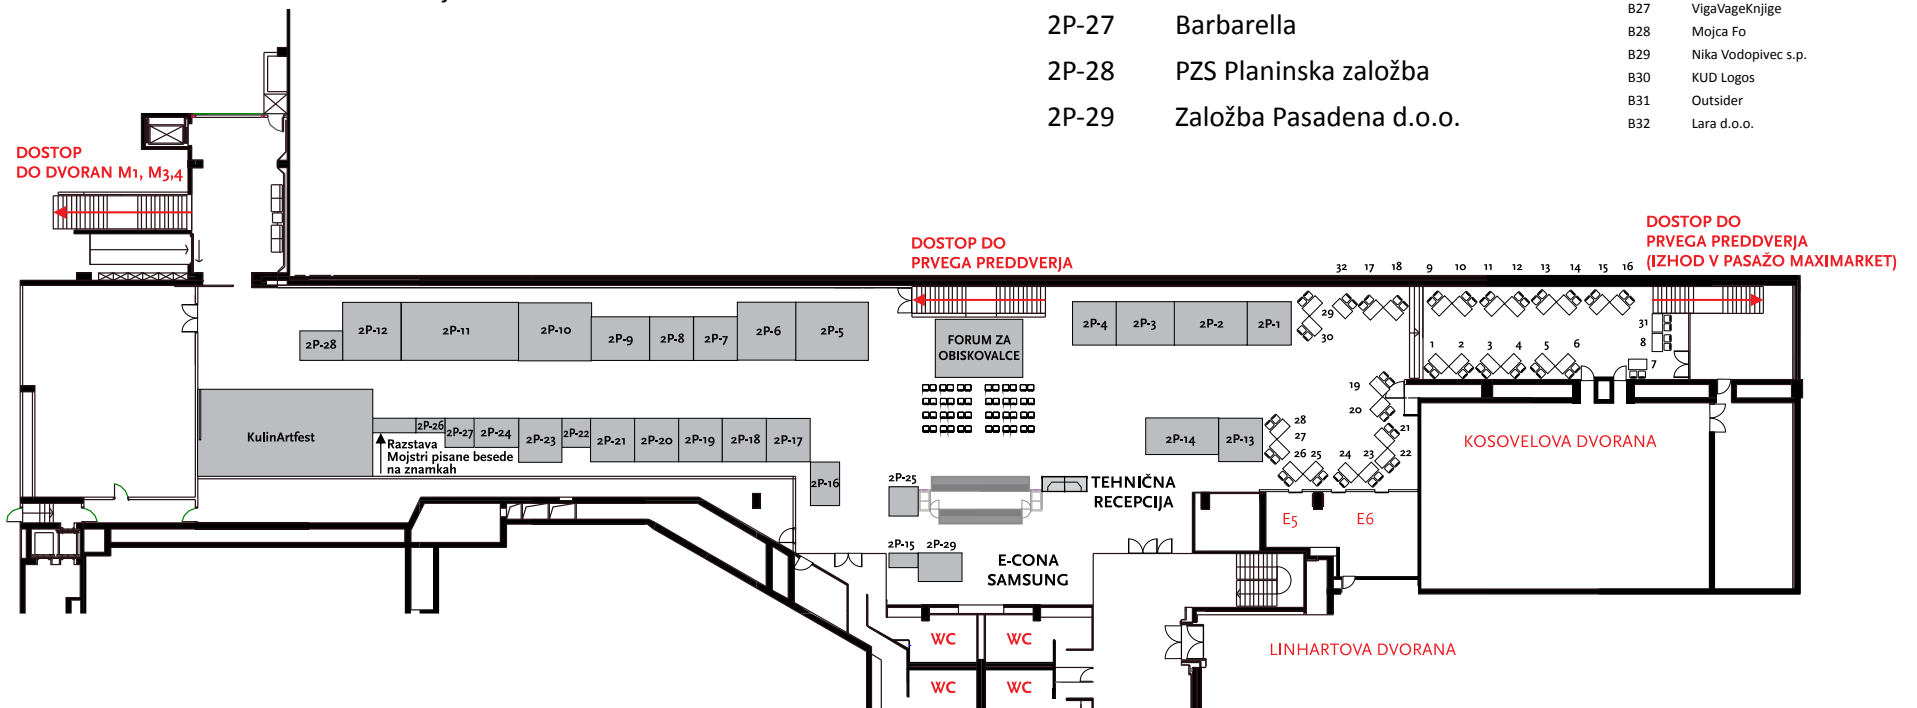 2P-27 Barbarella
2P-28 PZS Planinska založba
2P-29 Založba Pasadena d.o.o.
B27 VigaVageKnjige
B28 Mojca Fo
B29 Nika Vodopivec s.p.
B30 KUD Logos
B31 Outsider
B32 Lara d.o.o.
DOSTOP
DO DVORAN M1, M3,4
DOSTOP DO
PRVEGA PREDDVERJA
DOSTOP DO
PRVEGA PREDDVERJA
(IZHOD V PASAŽO MAXIMARKET)
32 17 18 9 10 11 12 13 14 15 16
2P-28 2P-12 2P-11 2P-10 2P-9 2P-8 2P-7 2P-6 2P-5
FORUM ZA
OBISKOVALCE
2P-4 2P-3 2P-2 2P-1
29
30
31
8
7
1 2 3 4 5 6
19
20
21
22
KulinArtfest
2P-26 2P-27 2P-24 2P-23 2P-22 2P-21 2P-20 2P-19 2P-18 2P-17
Razstava
Mojstri pisane besede
na znamkah
2P-16
2P-14 2P-13
28
27
26 25 24 23
KOSOVELOVA DVORANA
2P-25
TEHNIČNA
RECEPCIJA
E5 E6
2P-15 2P-29
E-CONA
SAMSUNG
WC WC
WC WC
LINHARTOVA DVORANA